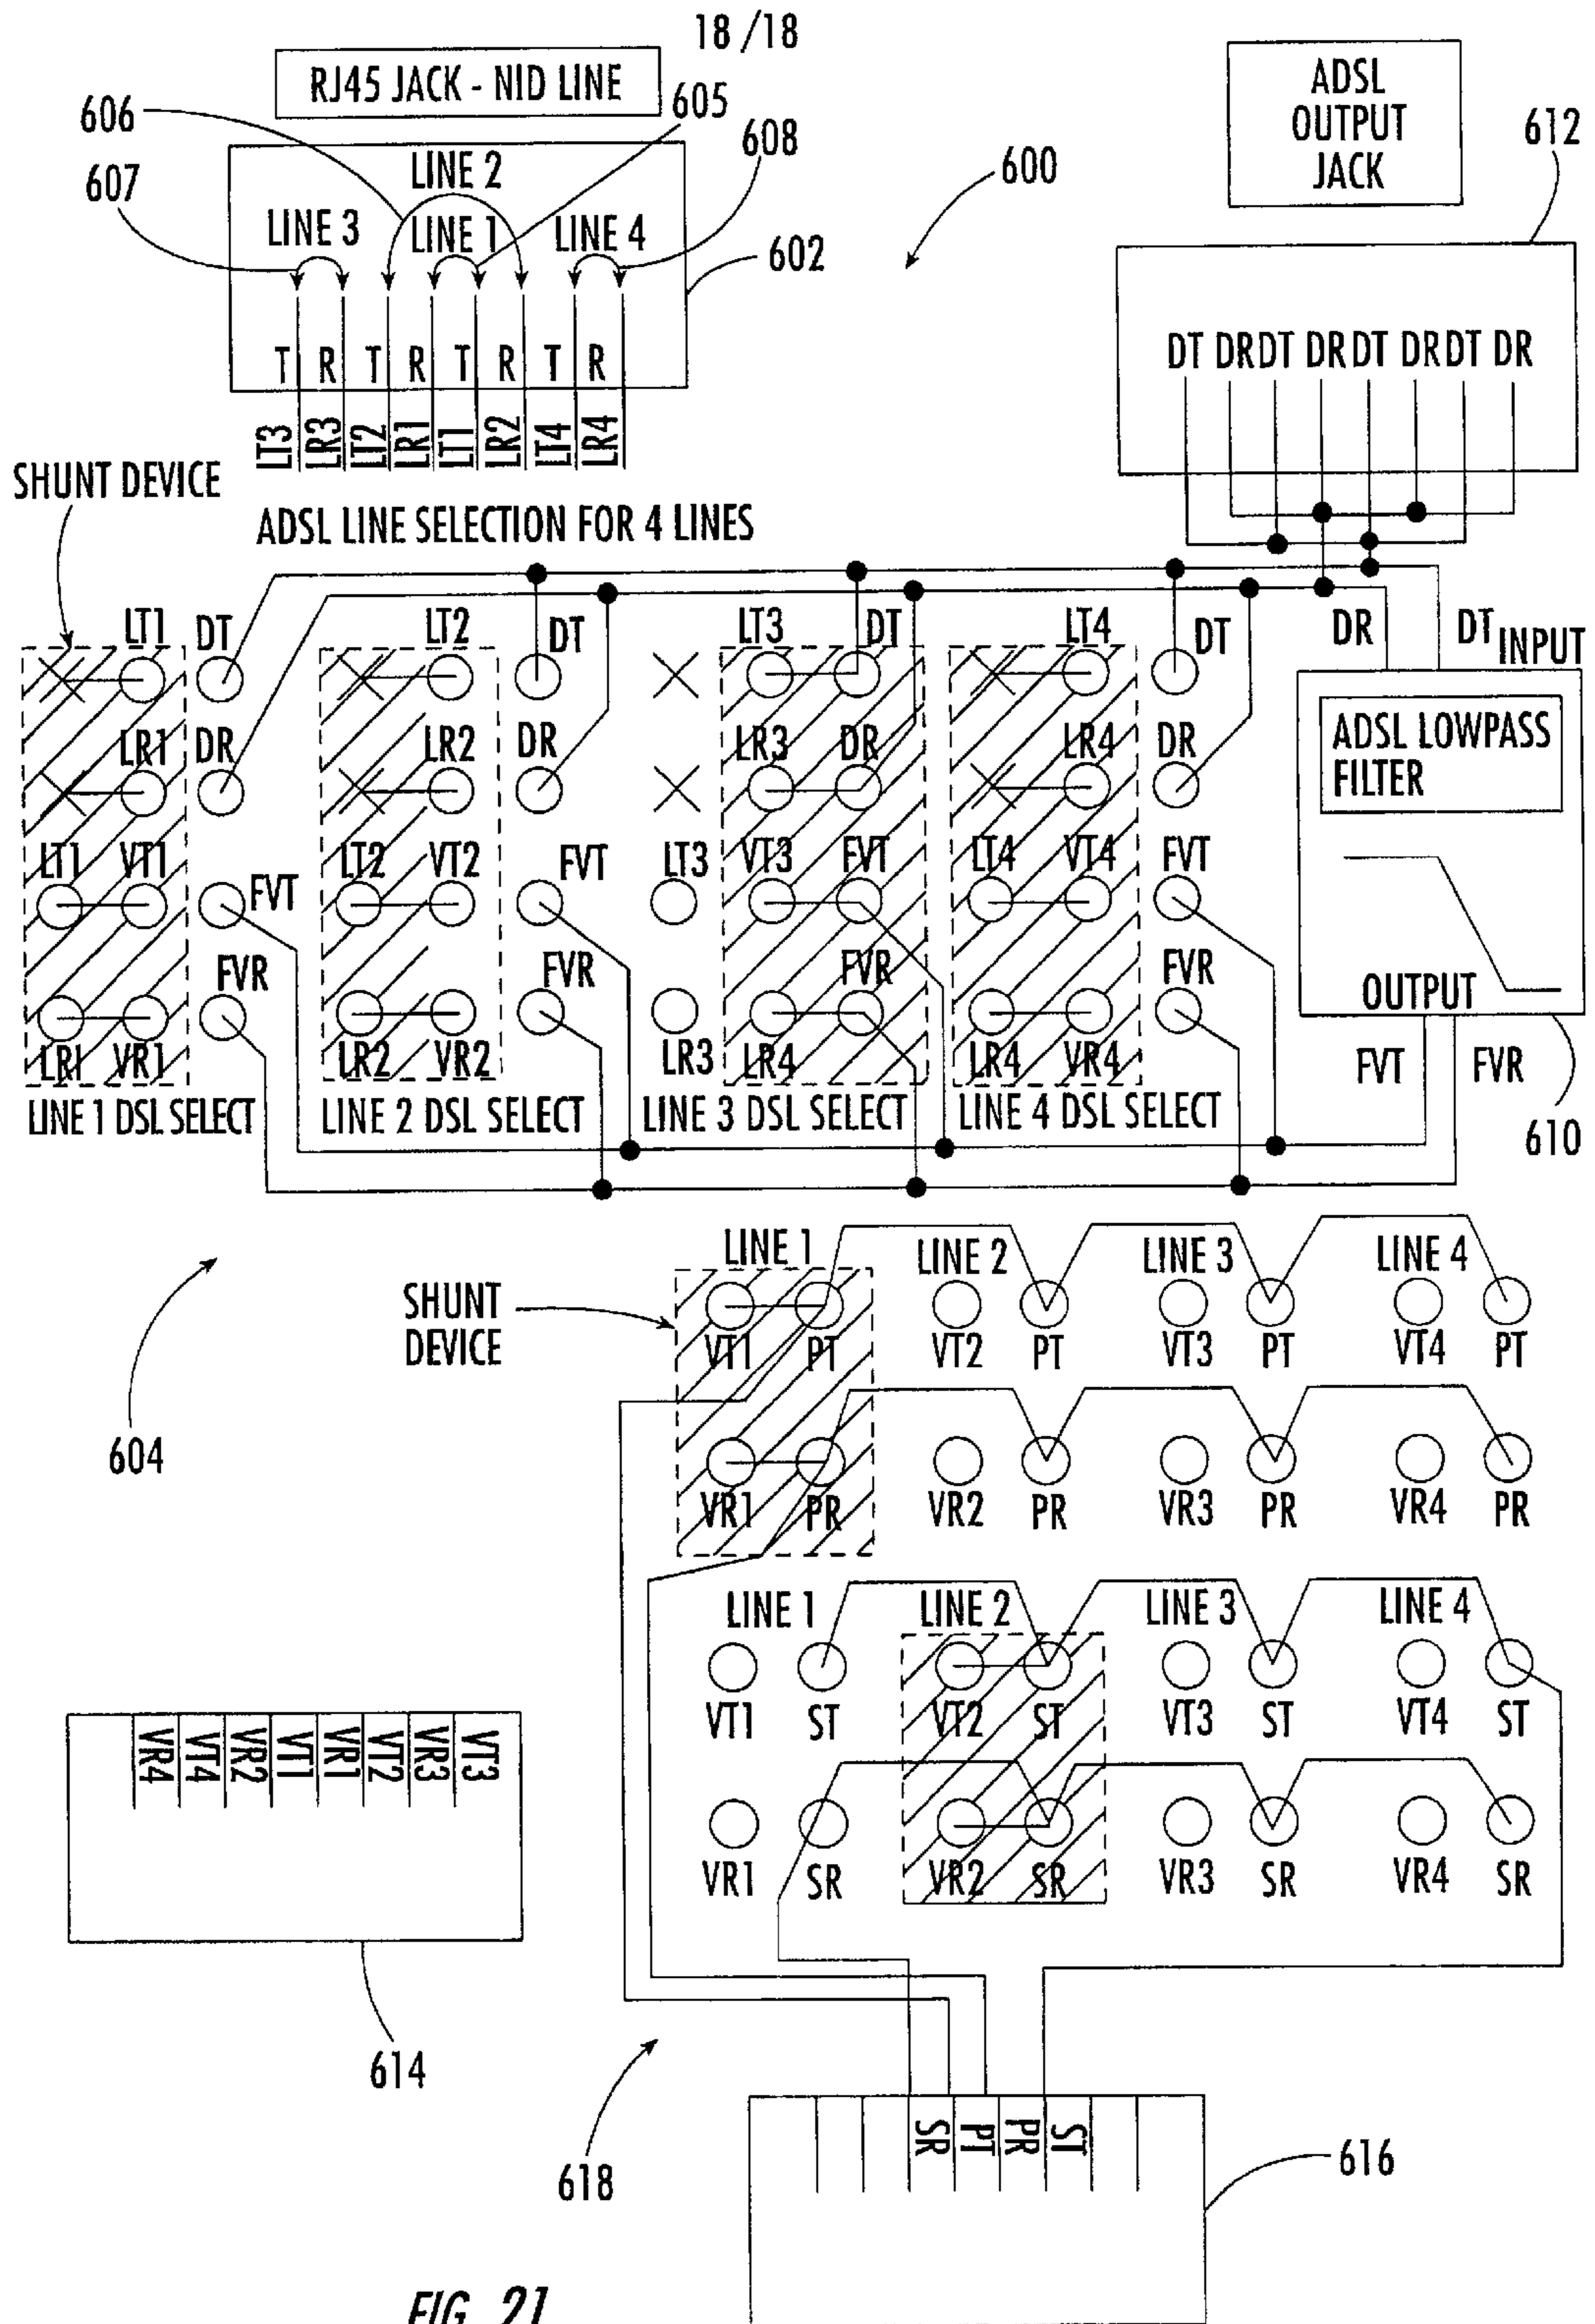 18 /18
RJ45 JACK - NID LINE
ADSL
OUTPUT
JACK
606
605
608
612
607
600
LINE 2
LINE 3
LINE 1
LINE 4
602
T R T R T R T R
LT3 LR3 LT2 LR1 LT1 LR2 LT4 LR4
DT DR DT DR DT DR DT DR
SHUNT DEVICE
ADSL LINE SELECTION FOR 4 LINES
LT1 DT LT2 DT LT3 DT LT4 DT DR DT INPUT
LR1 DR LR2 DR LR3 DR LR4 DR
ADSL LOWPASS
FILTER
LT1 VT1 FVT LT2 VT2 FVT LT3 VT3 FVT LT4 VT4 FVT
FVR FVR FVR FVR
OUTPUT
LR1 VR1 LR2 VR2 LR3 LR4 LR4 VR4
FVT FVR
LINE 1 DSL SELECT LINE 2 DSL SELECT LINE 3 DSL SELECT LINE 4 DSL SELECT
610
LINE 1 LINE 2 LINE 3 LINE 4
SHUNT
DEVICE
VT1 PT VT2 PT VT3 PT VT4 PT
604
VR1 PR VR2 PR VR3 PR VR4 PR
LINE 1 LINE 2 LINE 3 LINE 4
VT1 ST VT2 ST VT3 ST VT4 ST
VR4 VT4 VR2 VT1 VR1 VT2 VR3 VT3
VR1 SR VR2 SR VR3 SR VR4 SR
614
618
SR PT PR ST
616
FIG. 21